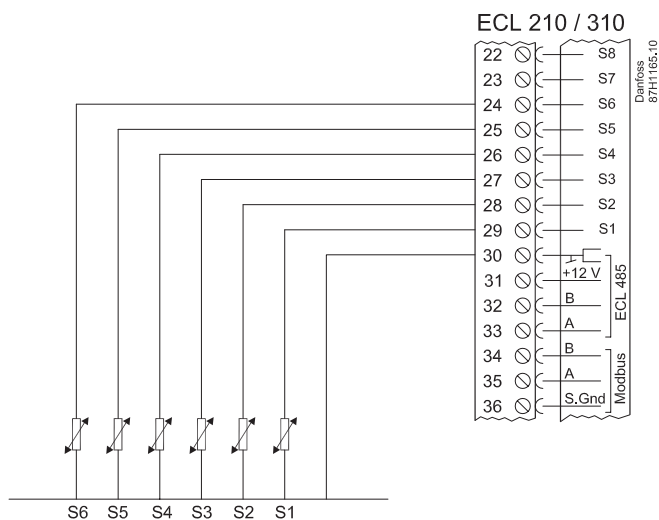 ECL 210 / 310
22 S8
23 S7
24 S6
25 S5
26 S4
27 S3
28 S2
29 S1
30
31 +12 V
32 B
33 A
ECL 485
34 B
35 A
36 S.Gnd
Modbus
Danfoss
87H1165.10
S6 S5 S4 S3 S2 S1